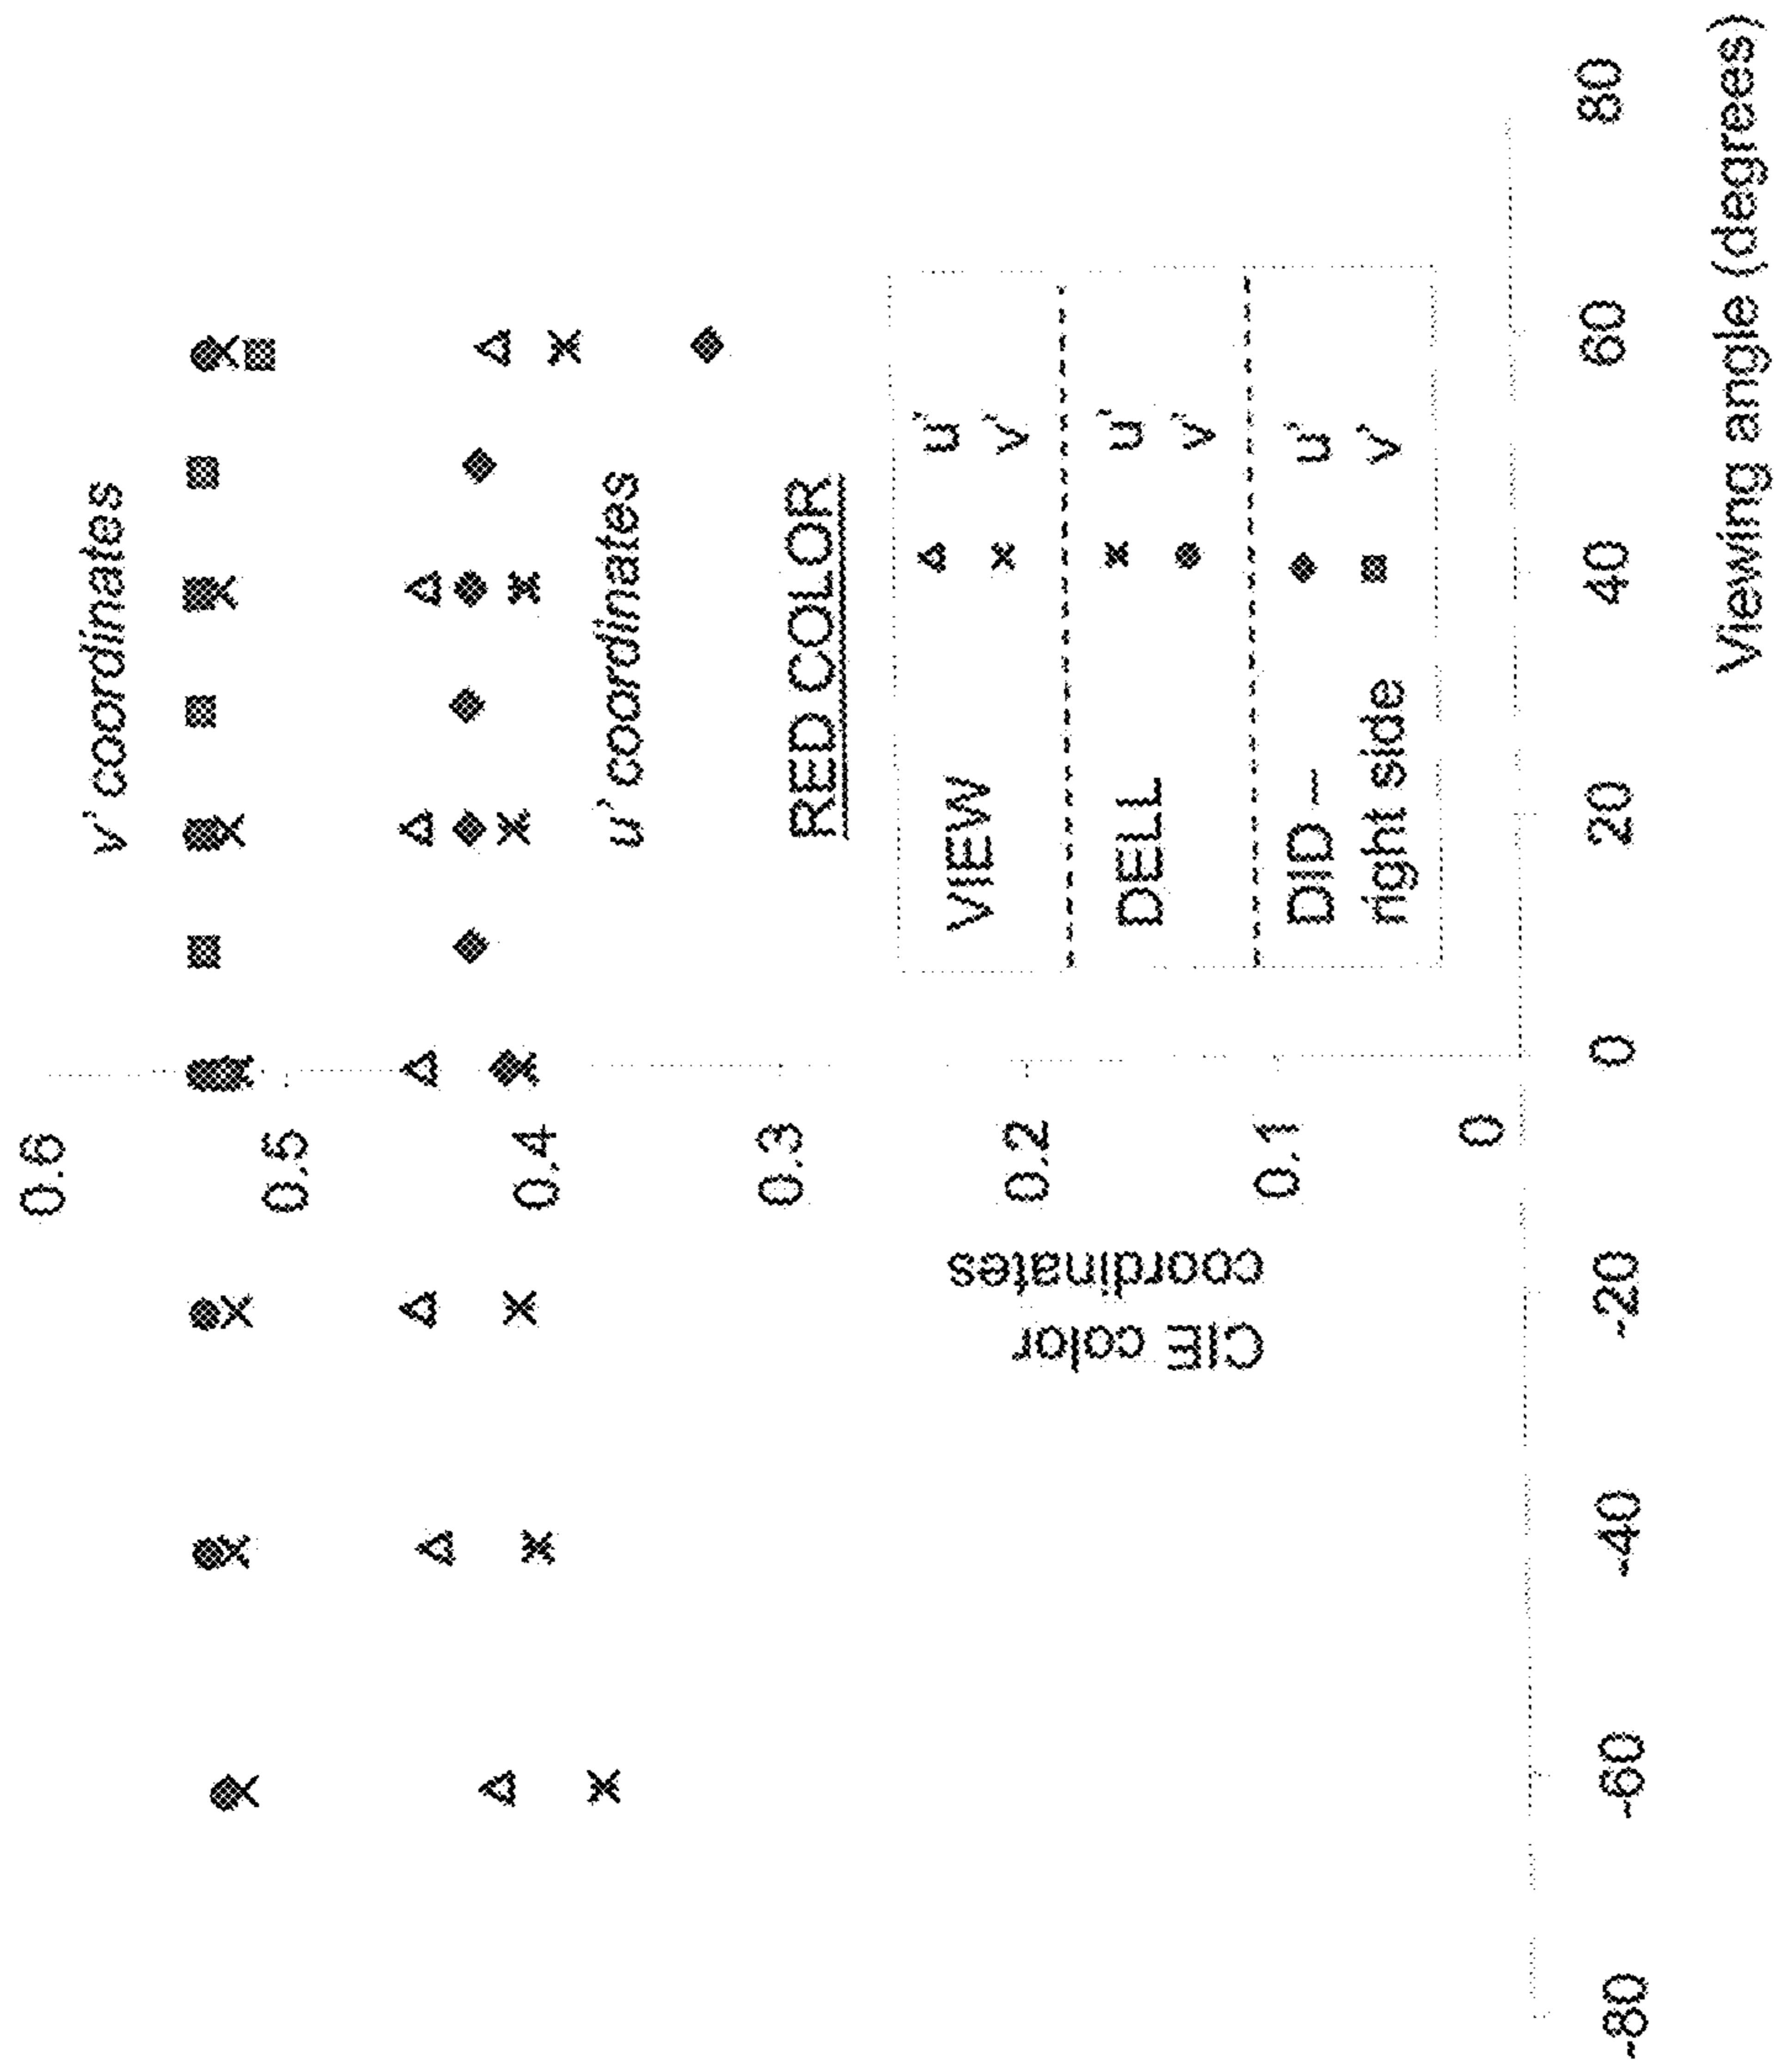 v' coordinates
u' coordinates
RED COLOR
VIEW
u'
v'
DELL
u'
v'
DID –
right side
u'
v'
0.6
0.5
0.4
0.3
0.2
0.1
0
CIE color
coordinates
-80
-60
-40
-20
0
20
40
60
80
Viewing angle (degrees)